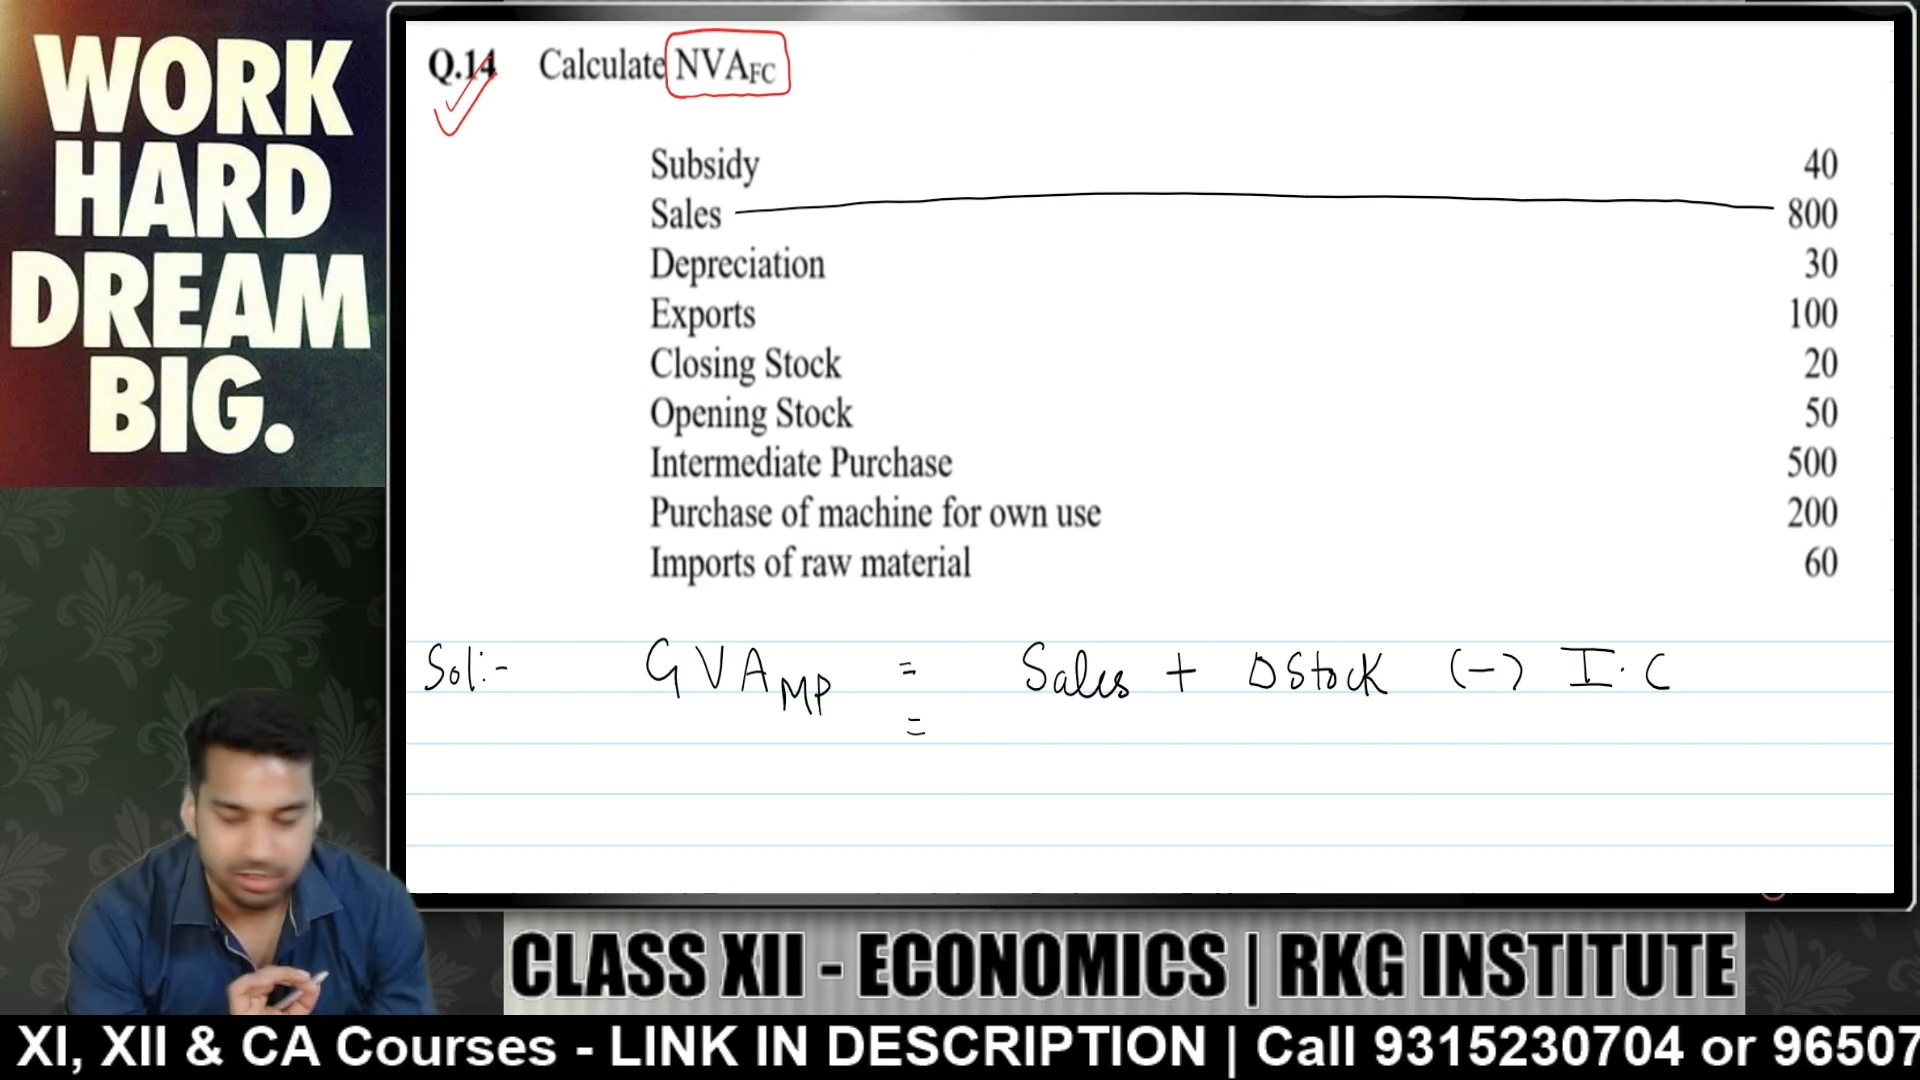 WORK
HARD
DREAM
BIG.
Q.14 Calculate NVAFC
Subsidy 40
Sales 800
Depreciation 30
Exports 100
Closing Stock 20
Opening Stock 50
Intermediate Purchase 500
Purchase of machine for own use 200
Imports of raw material 60
Sol:- GVAMP = Sales + ΔStock (-) I.C
=
CLASS XII - ECONOMICS | RKG INSTITUTE
XI, XII & CA Courses - LINK IN DESCRIPTION | Call 9315230704 or 96507